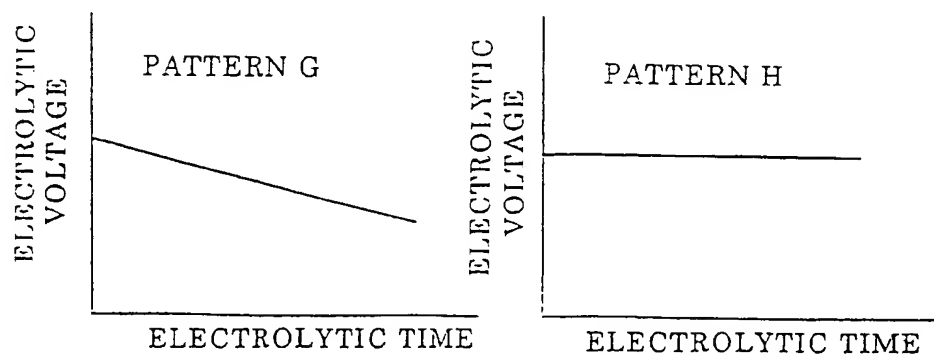 ELECTROLYTIC
VOLTAGE
PATTERN G
ELECTROLYTIC TIME
ELECTROLYTIC
VOLTAGE
PATTERN H
ELECTROLYTIC TIME